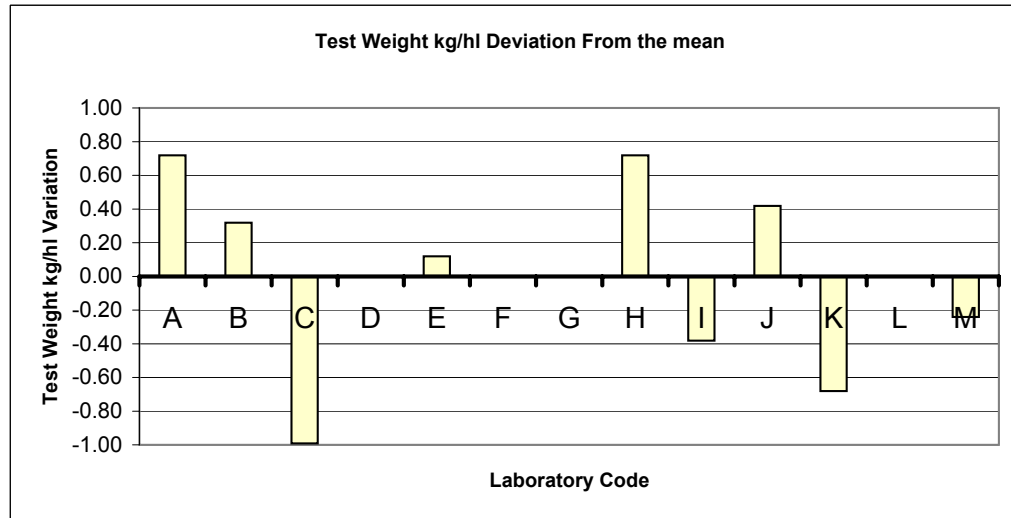 Test Weight kg/hl Deviation From the mean
Test Weight kg/hl Variation
1.00
0.80
0.60
0.40
0.20
0.00
-0.20
-0.40
-0.60
-0.80
-1.00
A B C D E F G H I J K L M
Laboratory Code